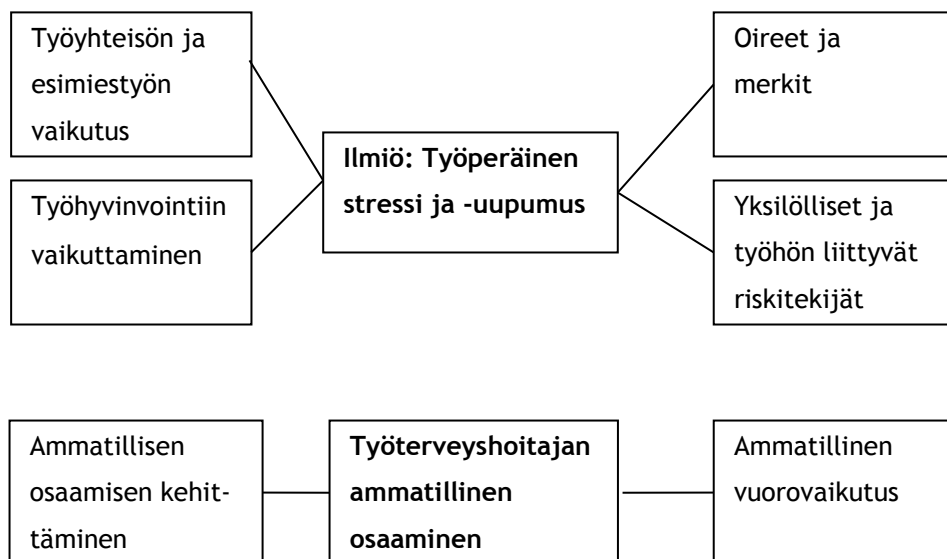 Työyhteisön ja
esimiestyön
vaikutus
Työhyvinvointiin
vaikuttaminen
Ilmiö: Työperäinen
stressi ja -uupumus
Oireet ja
merkit
Yksilölliset ja
työhön liittyvät
riskitekijät
Ammatillisen
osaamisen kehit-
täminen
Työterveyshoitajan
ammatillinen
osaaminen
Ammatillinen
vuorovaikutus